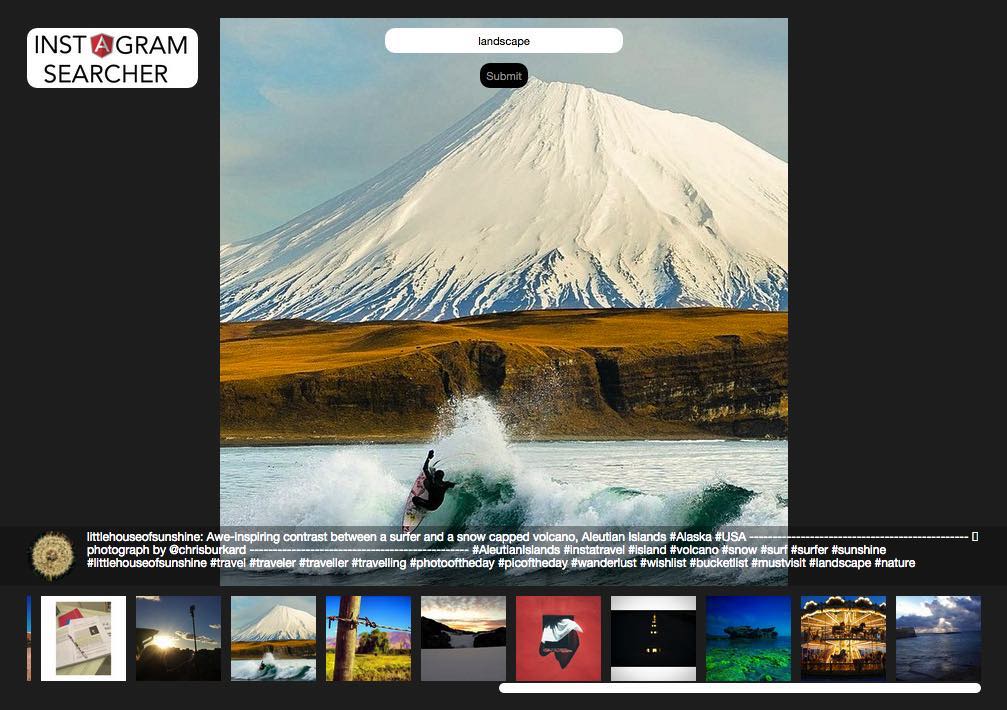 INSTAGRAM
SEARCHER
landscape
Submit
littlehouseofsunshine: Awe-inspiring contrast between a surfer and a snow capped volcano, Aleutian Islands #Alaska #USA ----------------------------------------------- ▯
photograph by @chrisburkard ----------------------------------------------- #AleutianIslands #instatravel #island #volcano #snow #surf #surfer #sunshine
#littlehouseofsunshine #travel #traveler #traveller #travelling #photooftheday #picoftheday #wanderlust #wishlist #bucketlist #mustvisit #landscape #nature